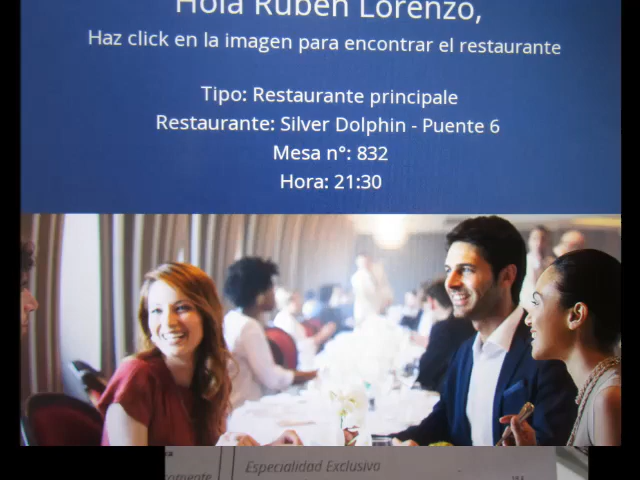 Hola Ruben Lorenzo,
Haz click en la imagen para encontrar el restaurante
Tipo: Restaurante principale
Restaurante: Silver Dolphin - Puente 6
Mesa n°: 832
Hora: 21:30
Especialidad Exclusiva